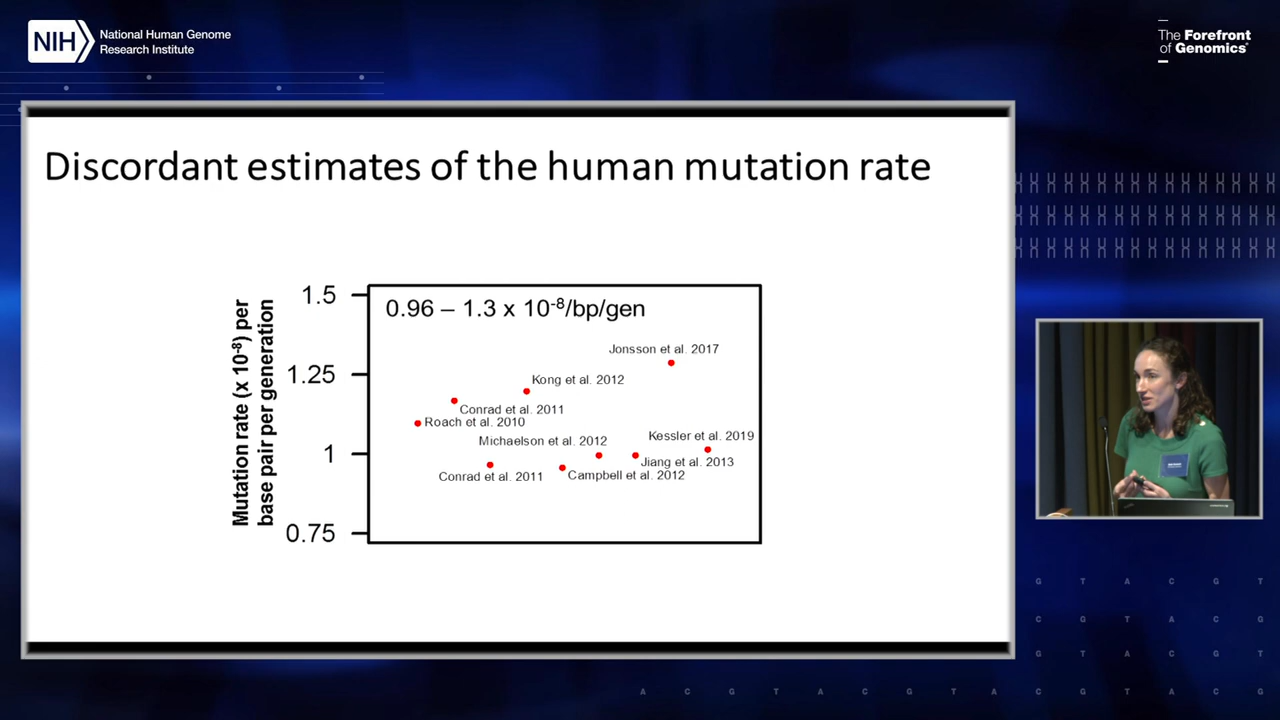 NIH
National Human Genome
Research Institute
The Forefront
of Genomics®
Discordant estimates of the human mutation rate
Mutation rate (x 10⁻⁸) per
base pair per generation
1.5
1.25
1
0.75
0.96 – 1.3 x 10⁻⁸/bp/gen
Jonsson et al. 2017
Kong et al. 2012
Conrad et al. 2011
Roach et al. 2010
Michaelson et al. 2012
Kessler et al. 2019
Jiang et al. 2013
Conrad et al. 2011
Campbell et al. 2012
G T A C G T
C G T A C G
G T A C G T
A C G T A C G T A C G T A C G